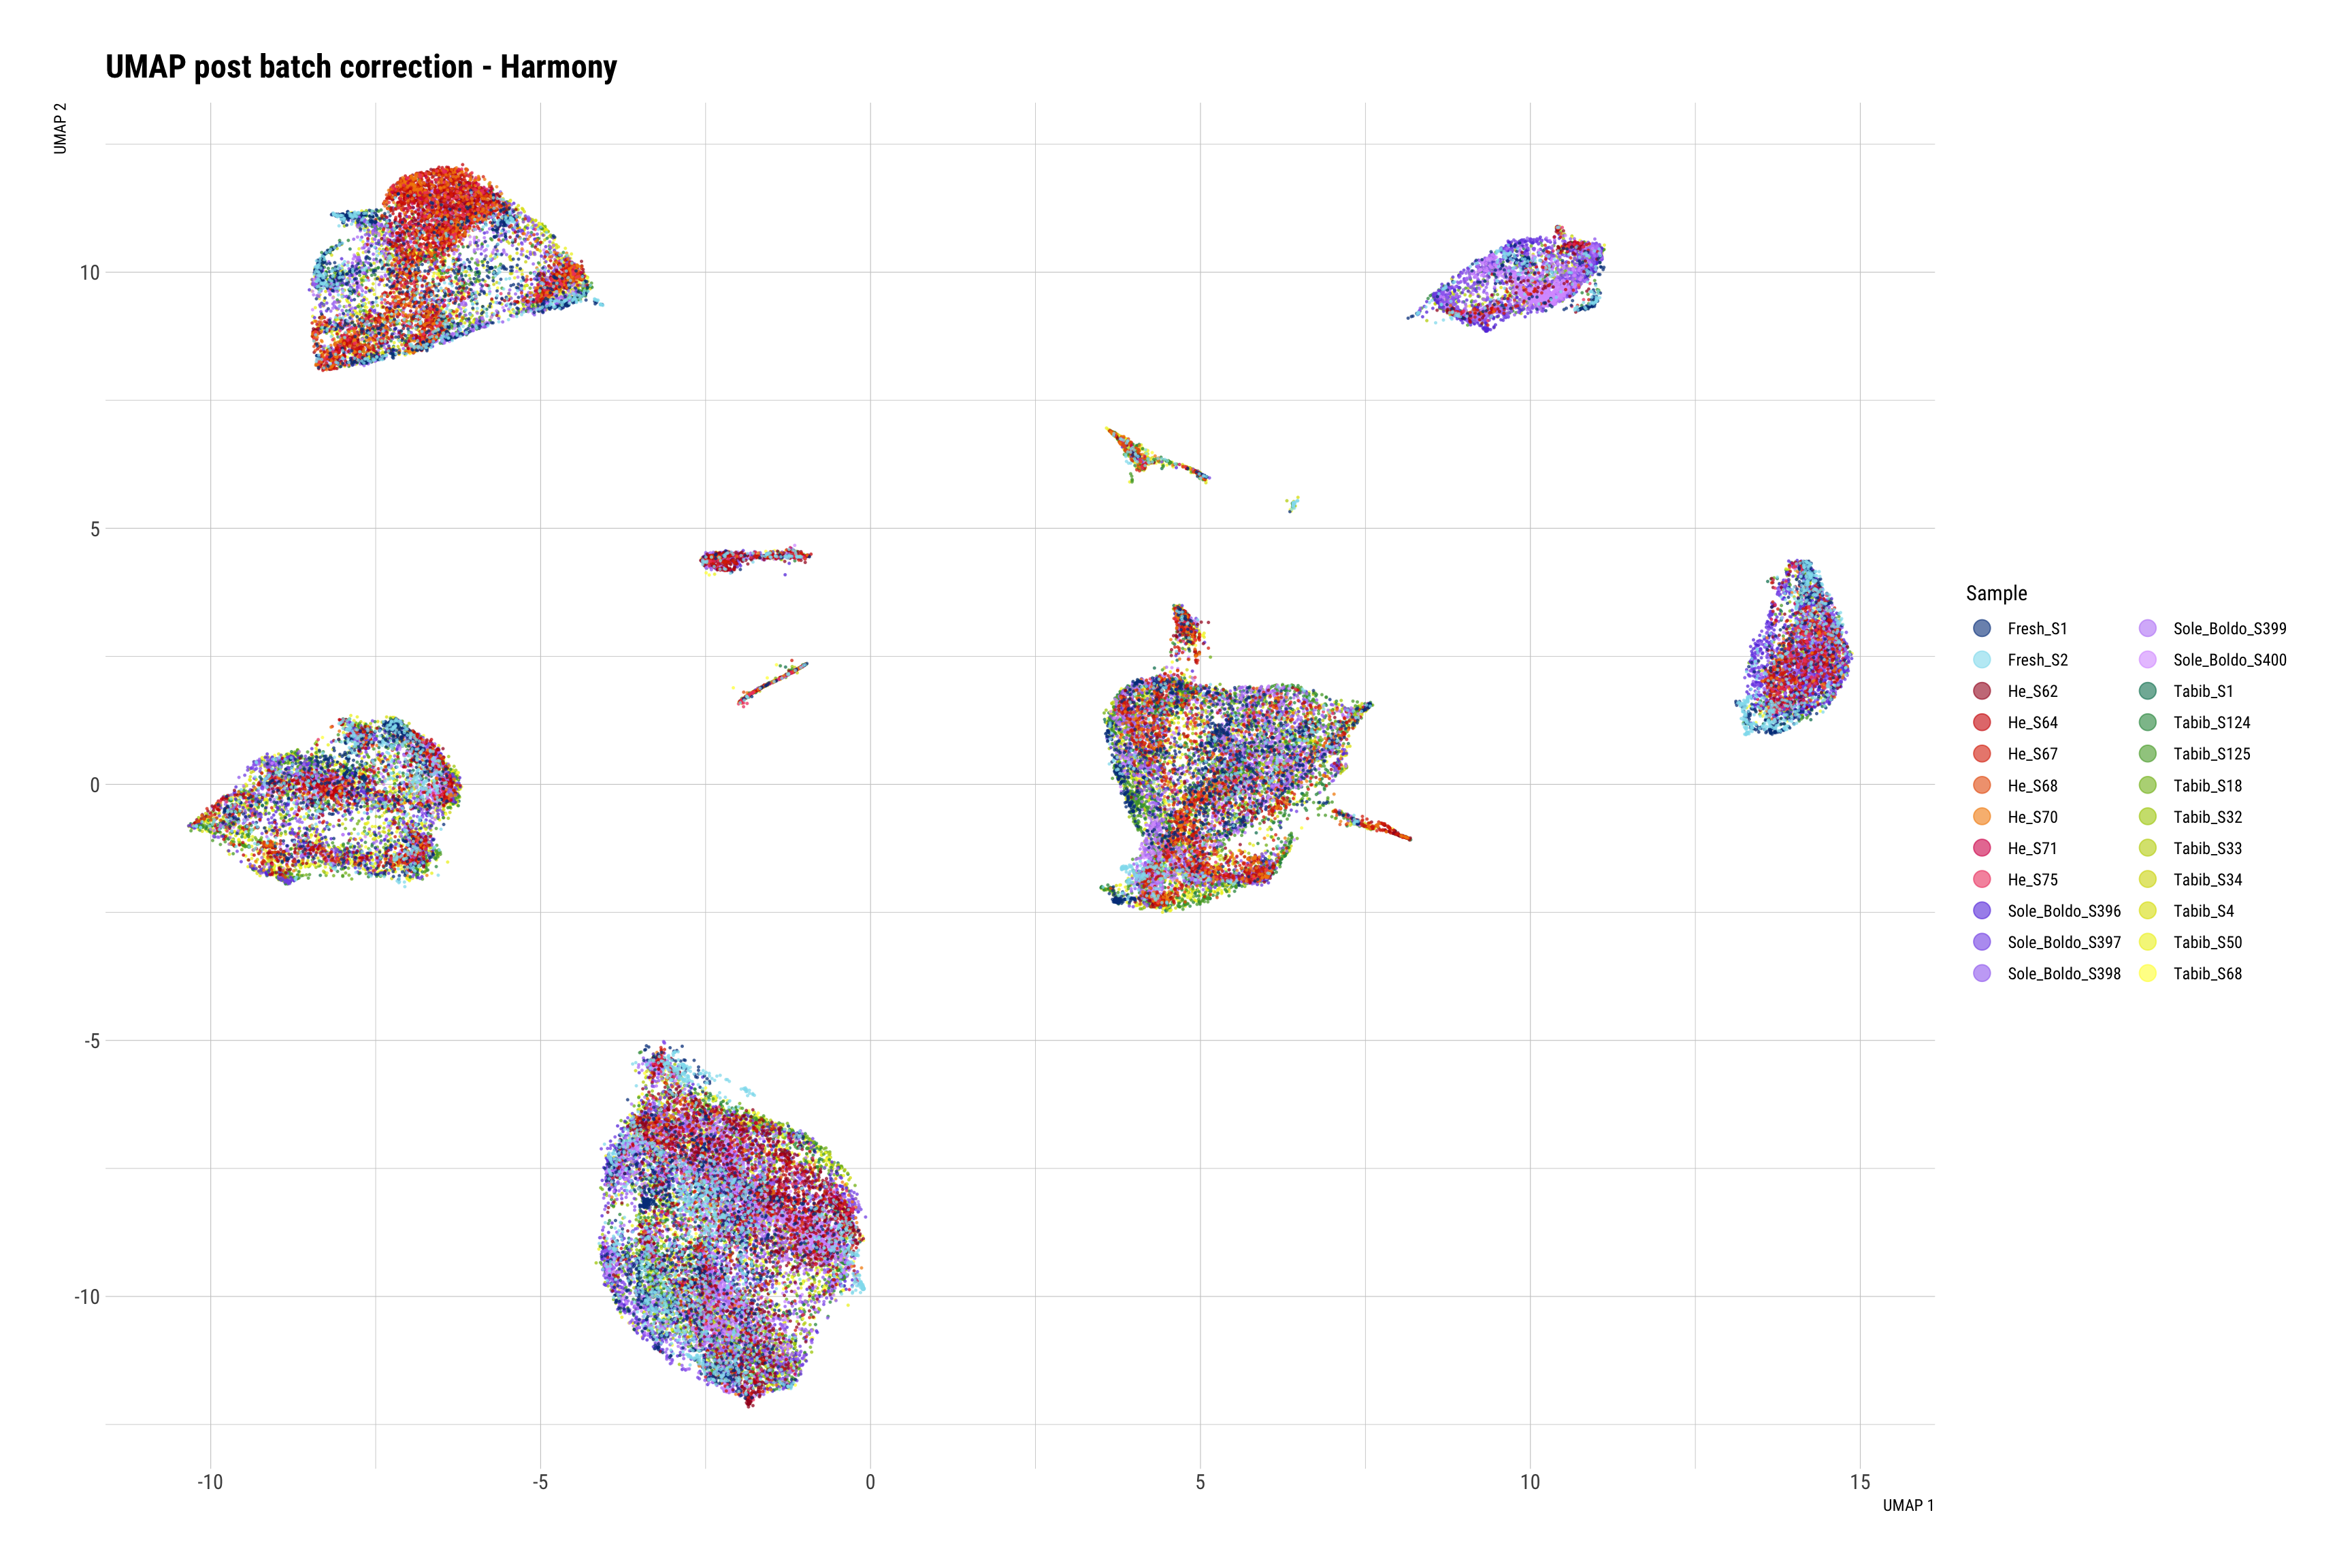 UMAP post batch correction - Harmony
UMAP 2
10
5
0
-5
-10
-10
-5
0
5
10
15
UMAP 1
Sample
Fresh_S1
Fresh_S2
He_S62
He_S64
He_S67
He_S68
He_S70
He_S71
He_S75
Sole_Boldo_S396
Sole_Boldo_S397
Sole_Boldo_S398
Sole_Boldo_S399
Sole_Boldo_S400
Tabib_S1
Tabib_S124
Tabib_S125
Tabib_S18
Tabib_S32
Tabib_S33
Tabib_S34
Tabib_S4
Tabib_S50
Tabib_S68